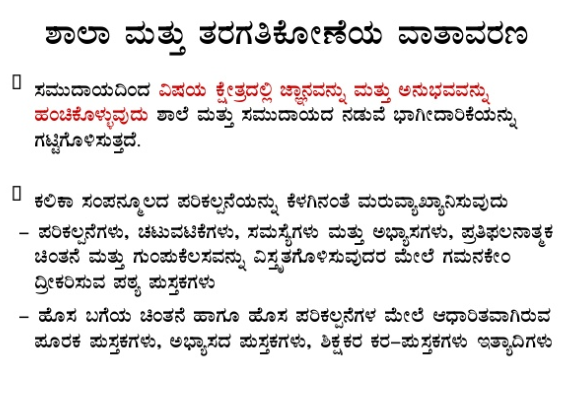 ಶಾಲಾ ಮತ್ತು ತರಗತಿಕೋಣೆಯ ವಾತಾವರಣ
ಸಮುದಾಯದಿಂದ ವಿಷಯ ಕ್ಷೇತ್ರದಲ್ಲಿ ಜ್ಞಾನವನ್ನು ಮತ್ತು ಅನುಭವವನ್ನು
ಹಂಚಿಕೊಳ್ಳುವುದು ಶಾಲೆ ಮತ್ತು ಸಮುದಾಯದ ನಡುವೆ ಭಾಗೀದಾರಿಕೆಯನ್ನು
ಗಟ್ಟಿಗೊಳಿಸುತ್ತದೆ.
ಕಲಿಕಾ ಸಂಪನ್ಮೂಲದ ಪರಿಕಲ್ಪನೆಯನ್ನು ಕೆಳಗಿನಂತೆ ಮರುವ್ಯಾಖ್ಯಾನಿಸುವುದು
– ಪರಿಕಲ್ಪನೆಗಳು, ಚಟುವಟಿಕೆಗಳು, ಸಮಸ್ಯೆಗಳು ಮತ್ತು ಅಭ್ಯಾಸಗಳು, ಪ್ರತಿಫಲನಾತ್ಮಕ
ಚಿಂತನೆ ಮತ್ತು ಗುಂಪುಕೆಲಸವನ್ನು ವಿಸ್ತೃತಗೊಳಿಸುವುದರ ಮೇಲೆ ಗಮನಕೇಂ
ದ್ರೀಕರಿಸುವ ಪಠ್ಯ ಪುಸ್ತಕಗಳು
– ಹೊಸ ಬಗೆಯ ಚಿಂತನೆ ಹಾಗೂ ಹೊಸ ಪರಿಕಲ್ಪನೆಗಳ ಮೇಲೆ ಆಧಾರಿತವಾಗಿರುವ
ಪೂರಕ ಪುಸ್ತಕಗಳು, ಅಭ್ಯಾಸದ ಪುಸ್ತಕಗಳು, ಶಿಕ್ಷಕರ ಕರ–ಪುಸ್ತಕಗಳು ಇತ್ಯಾದಿಗಳು